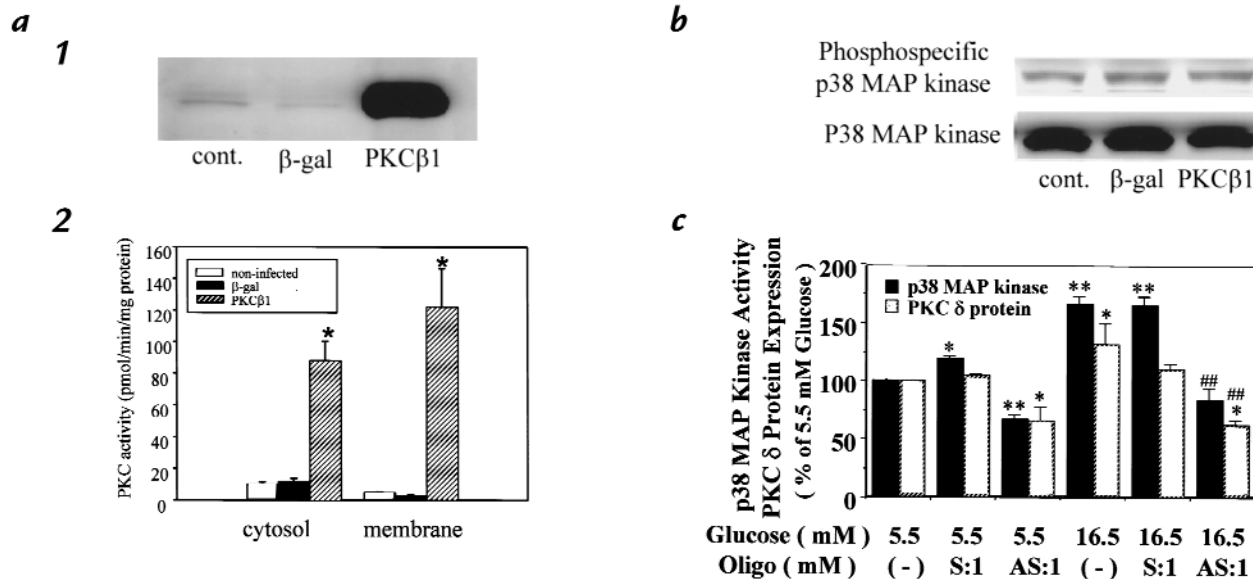 a
1
cont. β-gal PKCβ1
2
PKC activity (pmol/min/mg protein)
160
140
120
100
80
60
40
20
0
non-infected
β-gal
PKCβ1
*
*
cytosol membrane
b
Phosphospecific
p38 MAP kinase
P38 MAP kinase
cont. β-gal PKCβ1
c
p38 MAP Kinase Activity
PKC δ Protein Expression
( % of 5.5 mM Glucose )
200
150
100
50
0
p38 MAP kinase
PKC δ protein
*
** *
** *
**
## ## *
Glucose ( mM ) 5.5 5.5 5.5 16.5 16.5 16.5
Oligo ( mM ) ( - ) S:1 AS:1 ( - ) S:1 AS:1